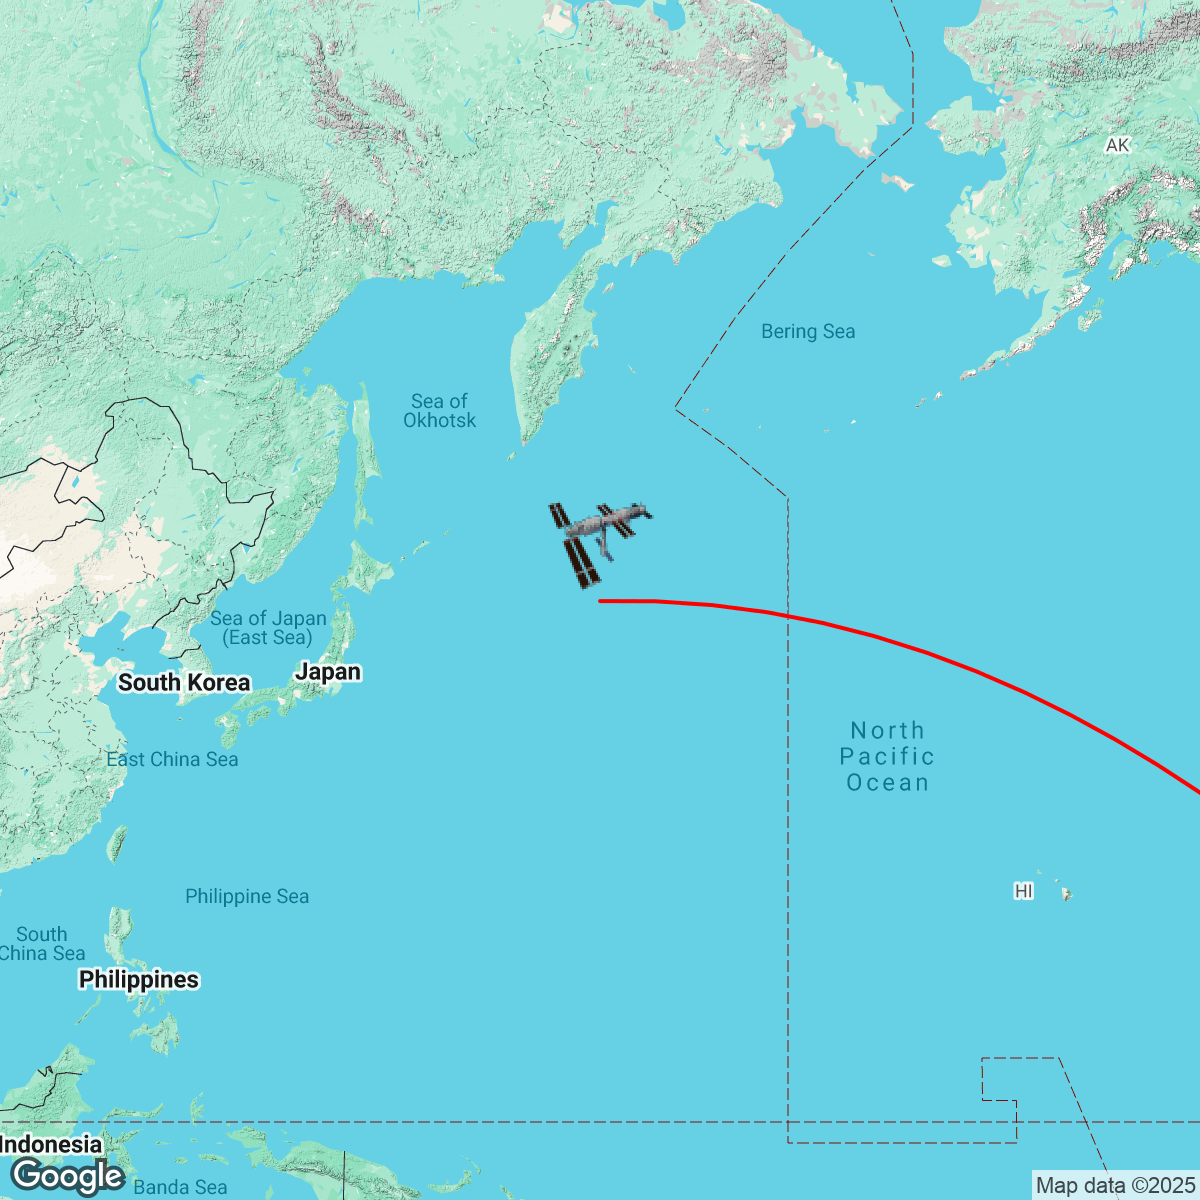 AK
Bering Sea
Sea of
Okhotsk
Sea of Japan
(East Sea)
Japan
South Korea
North
Pacific
Ocean
East China Sea
HI
Philippine Sea
South
China Sea
Philippines
Indonesia
Google
Banda Sea
Map data ©2025